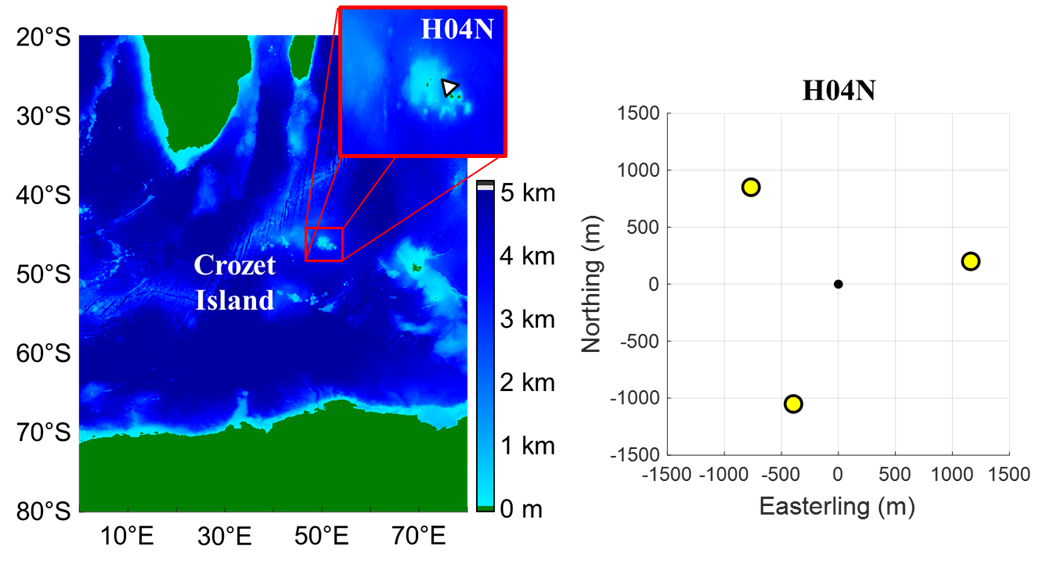 20°S
30°S
40°S
50°S
60°S
70°S
80°S
10°E
30°E
50°E
70°E
H04N
Crozet
Island
5 km
4 km
3 km
2 km
1 km
0 m
H04N
1500
1000
500
0
-500
-1000
-1500
Northing (m)
-1500 -1000 -500 0 500 1000 1500
Easterling (m)